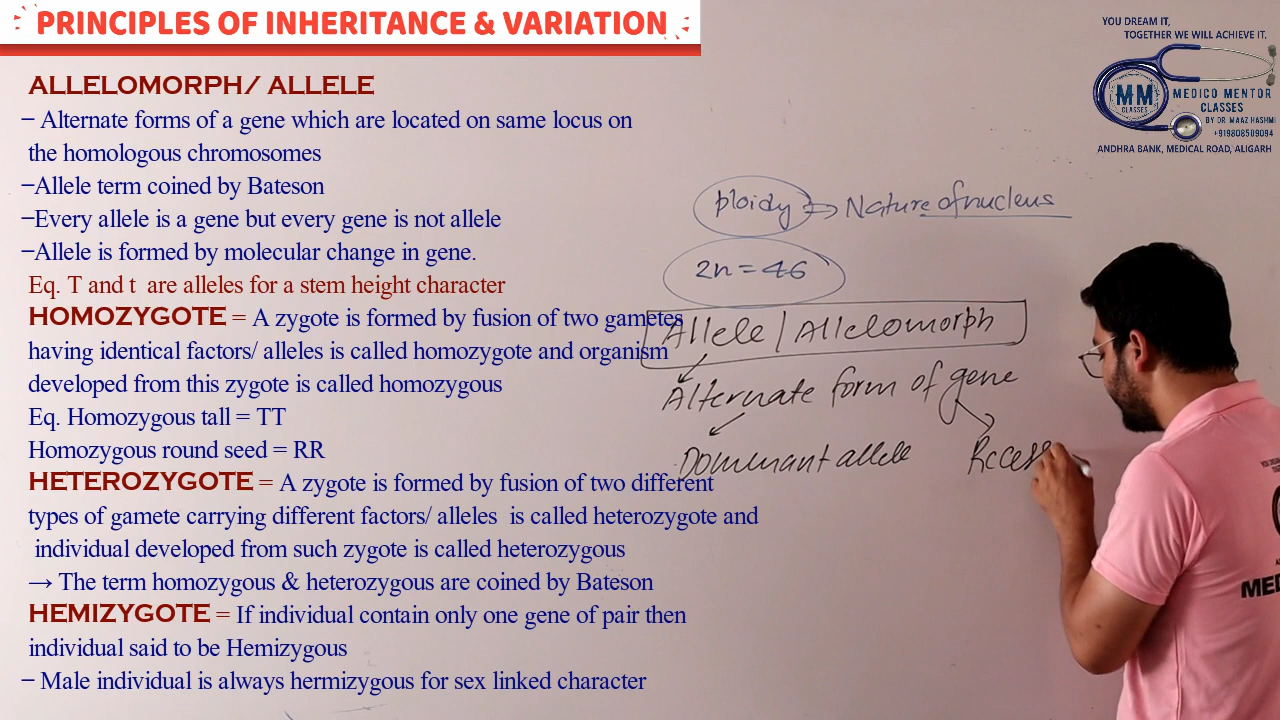 PRINCIPLES OF INHERITANCE & VARIATION
ALLELOMORPH/ ALLELE
– Alternate forms of a gene which are located on same locus on
the homologous chromosomes
–Allele term coined by Bateson
–Every allele is a gene but every gene is not allele
–Allele is formed by molecular change in gene.
Eq. T and t are alleles for a stem height character
HOMOZYGOTE = A zygote is formed by fusion of two gametes
having identical factors/ alleles is called homozygote and organism
developed from this zygote is called homozygous
Eq. Homozygous tall = TT
Homozygous round seed = RR
HETEROZYGOTE = A zygote is formed by fusion of two different
types of gamete carrying different factors/ alleles is called heterozygote and
individual developed from such zygote is called heterozygous
→ The term homozygous & heterozygous are coined by Bateson
HEMIZYGOTE = If individual contain only one gene of pair then
individual said to be Hemizygous
– Male individual is always hermizygous for sex linked character
YOU DREAM IT,
TOGETHER WE WILL ACHIEVE IT.
MM
CLASSES
MEDICO MENTOR
CLASSES
BY DR MAAZ HASHMI
+919808509094
ANDHRA BANK, MEDICAL ROAD, ALIGARH
ploidy => Nature of nucleus
2n = 46
Allele / Allelomorph
Alternate form of gene
Dominant allele Recess
MED